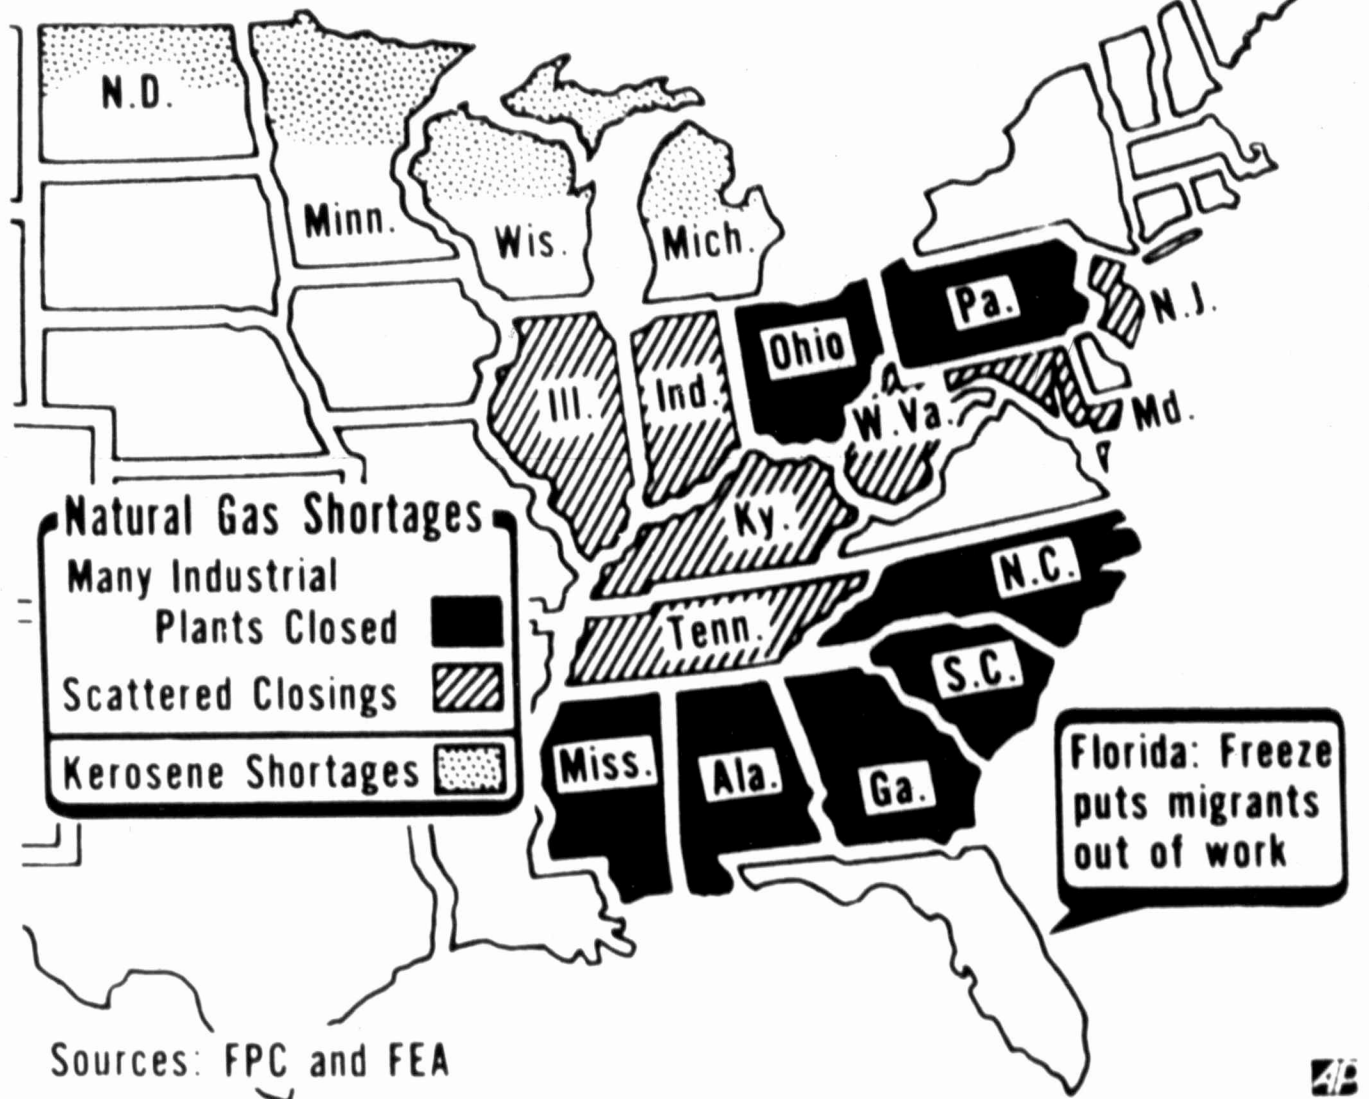 N.D.
Minn.
Wis.
Mich.
Pa.
N.J.
Ohio
Ill.
Ind.
W.Va.
Md.
Ky.
N.C.
Tenn.
S.C.
Miss.
Ala.
Ga.
Natural Gas Shortages
Many Industrial
Plants Closed
Scattered Closings
Kerosene Shortages
Florida: Freeze
puts migrants
out of work
Sources: FPC and FEA
AP